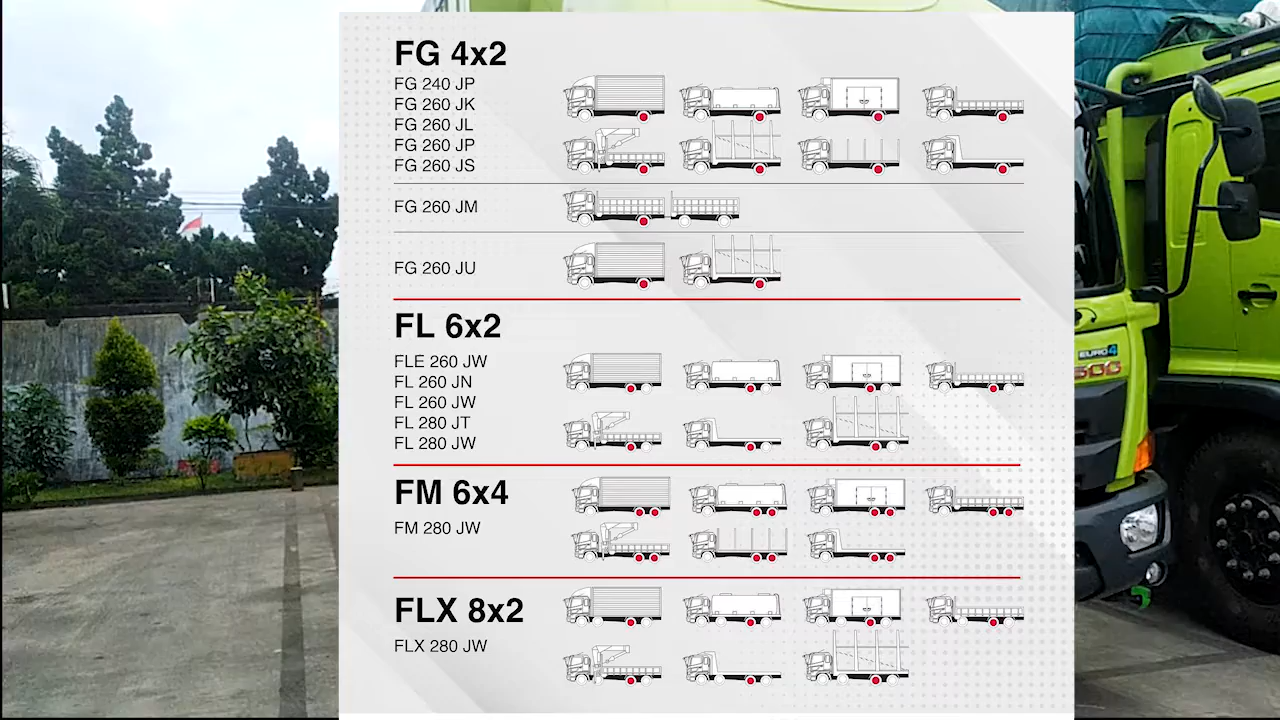 FG 4x2
FG 240 JP
FG 260 JK
FG 260 JL
FG 260 JP
FG 260 JS
FG 260 JM
FG 260 JU
FL 6x2
FLE 260 JW
FL 260 JN
FL 260 JW
FL 280 JT
FL 280 JW
FM 6x4
FM 280 JW
FLX 8x2
FLX 280 JW
EURO 4
500